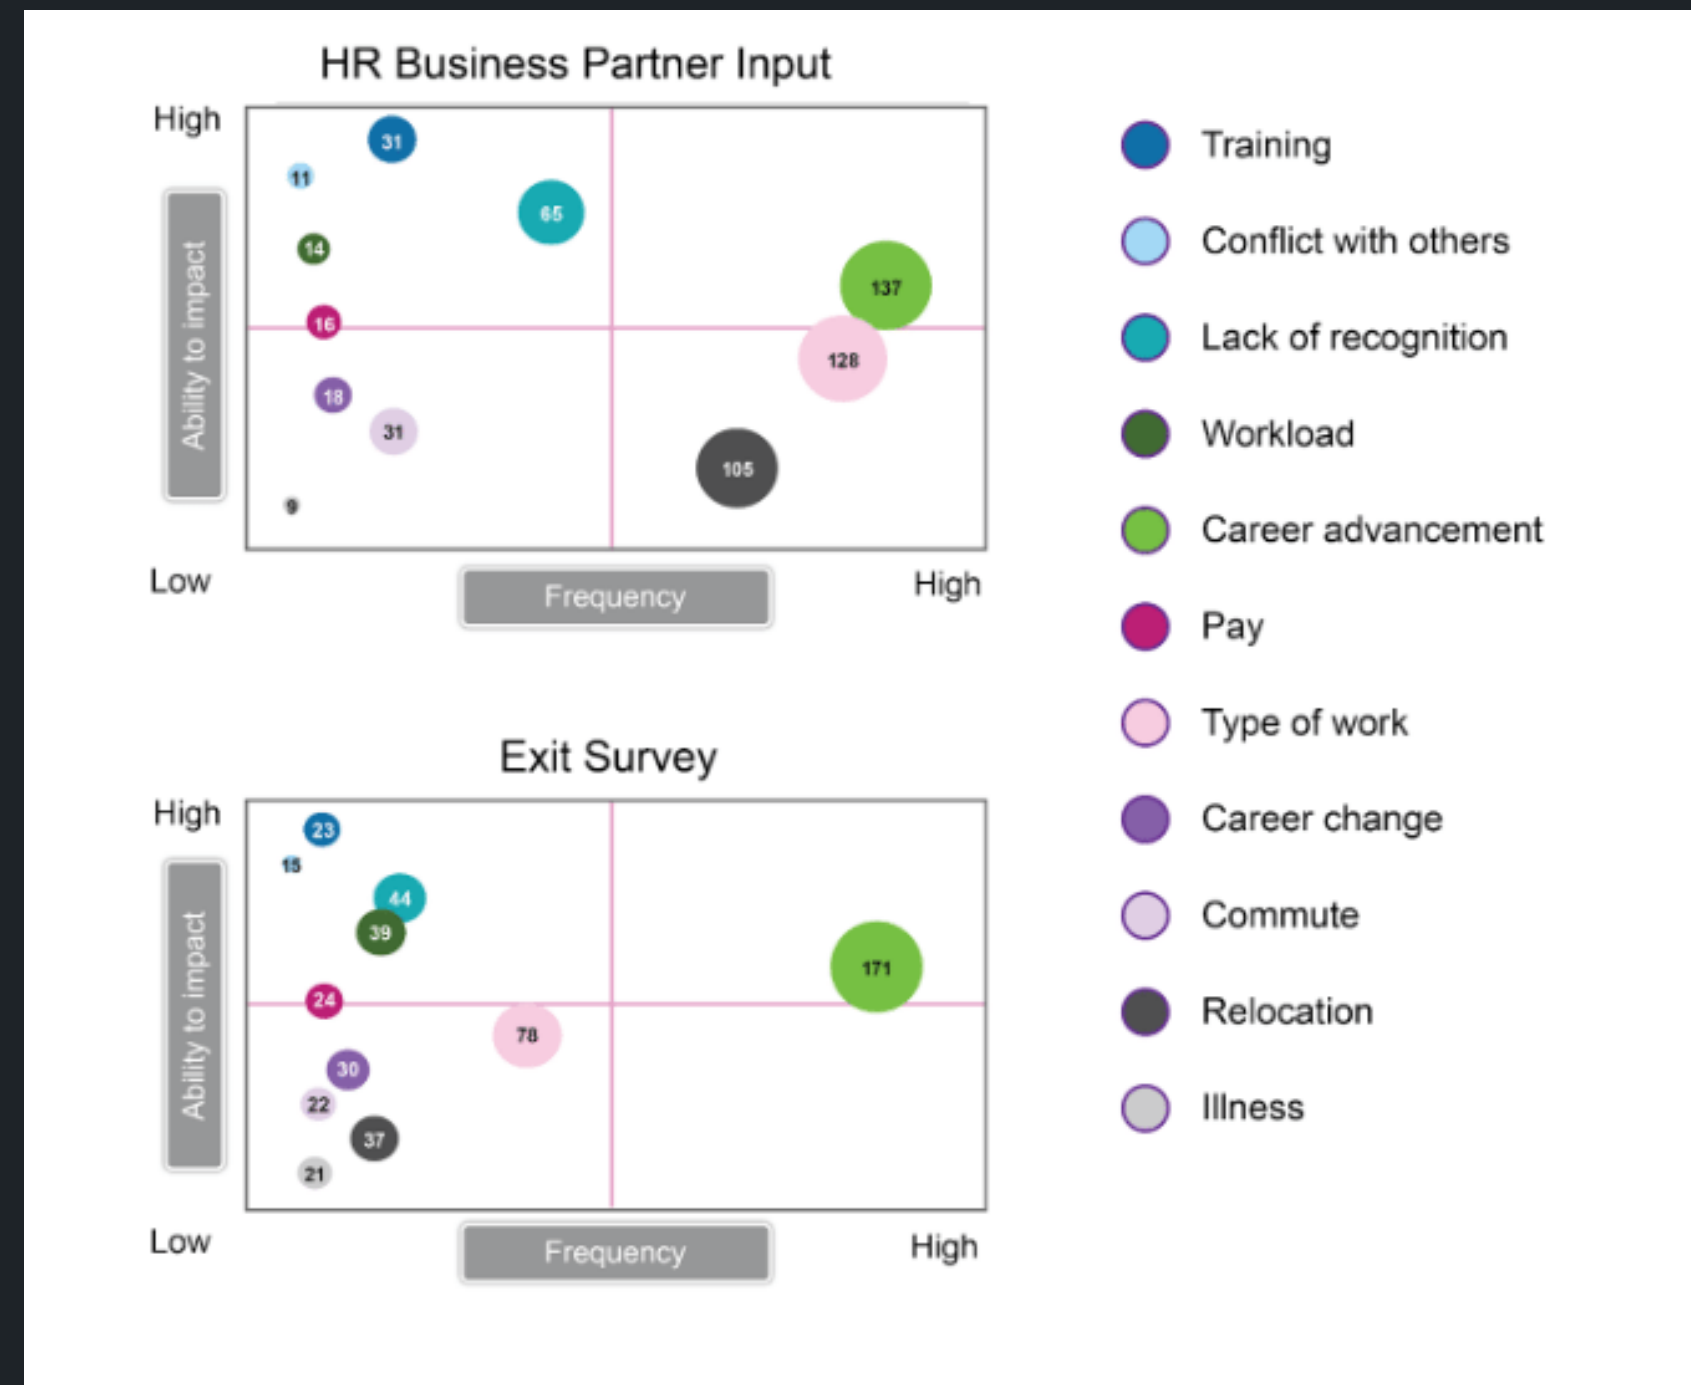 HR Business Partner Input
High
31
11
65
14
137
16
128
18
31
105
9
Ability to impact
Low
Frequency
High
Exit Survey
High
23
15
44
39
171
24
78
30
22
37
21
Ability to impact
Low
Frequency
High
Training
Conflict with others
Lack of recognition
Workload
Career advancement
Pay
Type of work
Career change
Commute
Relocation
Illness